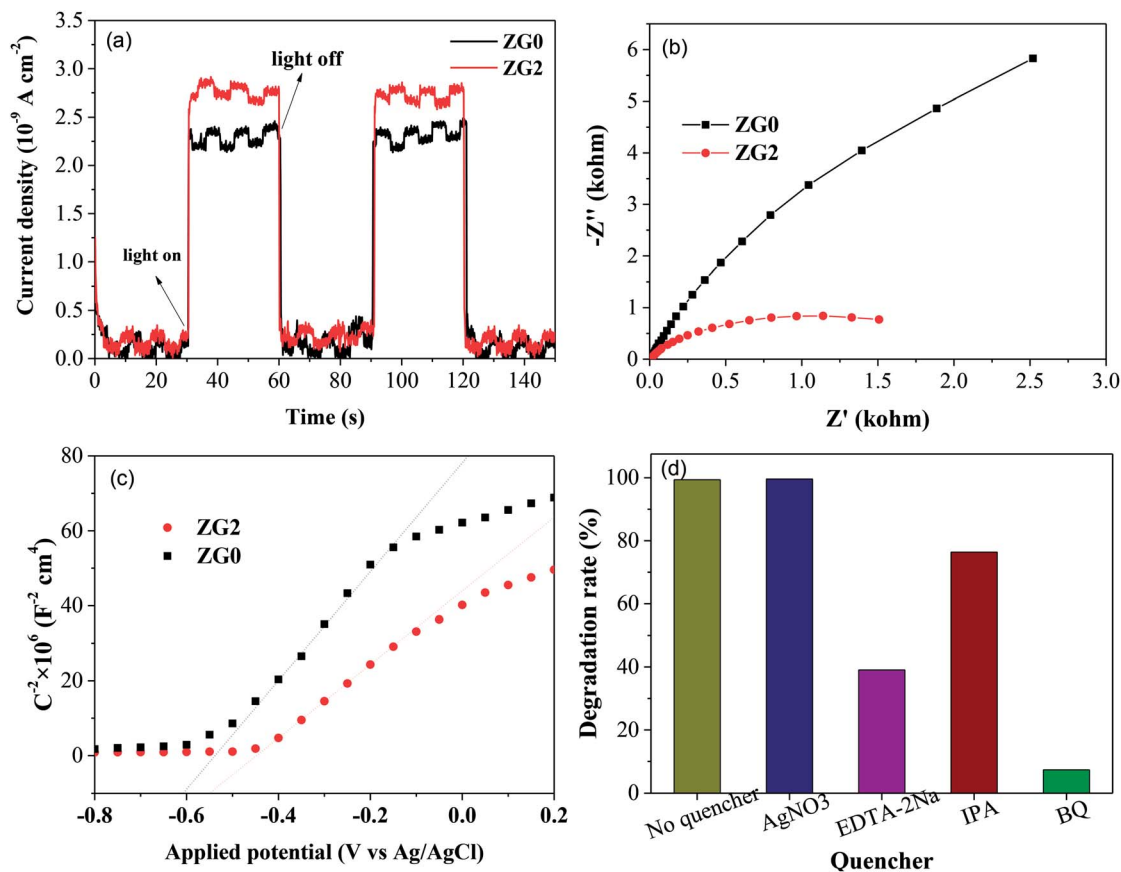 (a)
ZG0
ZG2
light off
light on
3.5
3.0
2.5
2.0
1.5
1.0
0.5
0.0
0 20 40 60 80 100 120 140
Time (s)
Current density (10⁻⁹ A cm⁻²)
(b)
ZG0
ZG2
6
5
4
3
2
1
0
0.0 0.5 1.0 1.5 2.0 2.5 3.0
Z' (kohm)
-Z'' (kohm)
(c)
ZG2
ZG0
80
60
40
20
0
-0.8 -0.6 -0.4 -0.2 0.0 0.2
Applied potential (V vs Ag/AgCl)
C⁻²×10⁶ (F⁻² cm⁴)
(d)
100
80
60
40
20
0
No quencher AgNO3 EDTA-2Na IPA BQ
Quencher
Degradation rate (%)